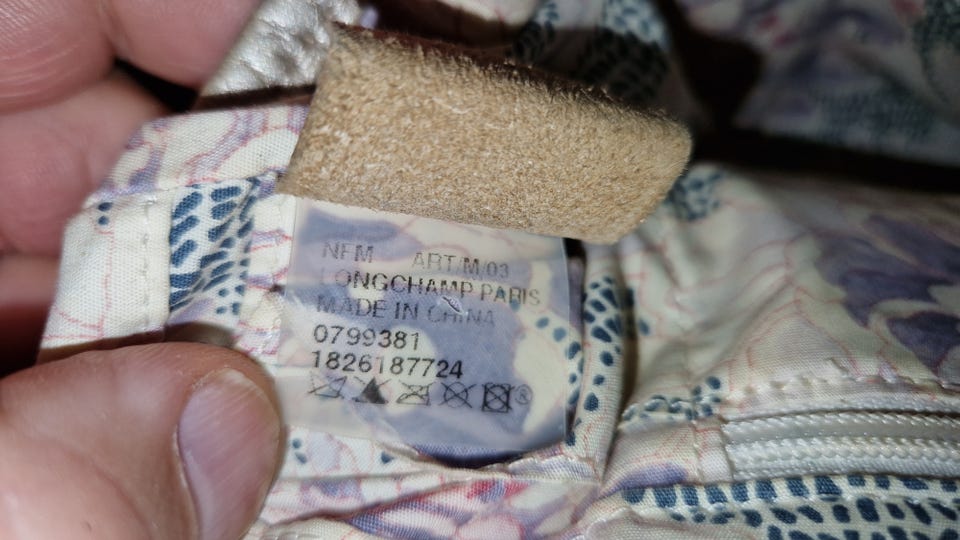 NFM ART/M/03
LONGCHAMP PARIS
MADE IN CHINA
0799381
1826187724
®